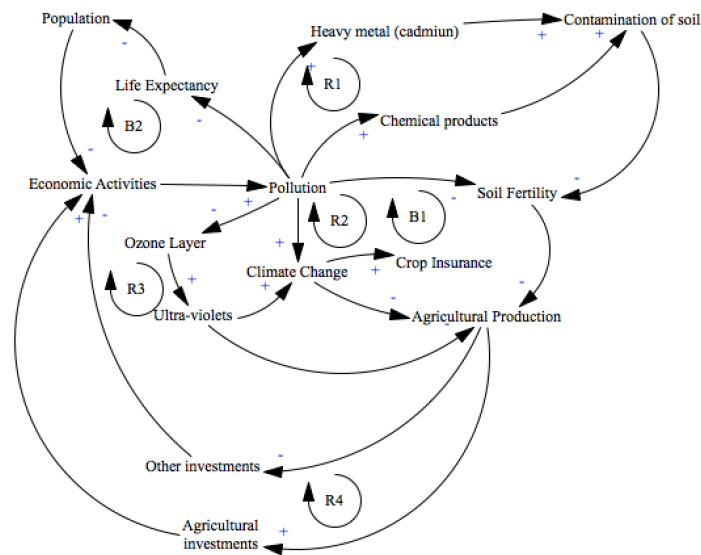 Population
Contamination of soil
Heavy metal (cadmiun)
+
+
-
+
R1
Life Expectancy
B2
-
Chemical products
+
-
-
Economic Activities
Pollution
Soil Fertility
-
+
-
-
+
-
R2
B1
Ozone Layer
+
Climate Change
Crop Insurance
+
+
+
R3
-
-
Ultra-violets
-
Agricultural Production
-
Other investments
R4
Agricultural
investments
+